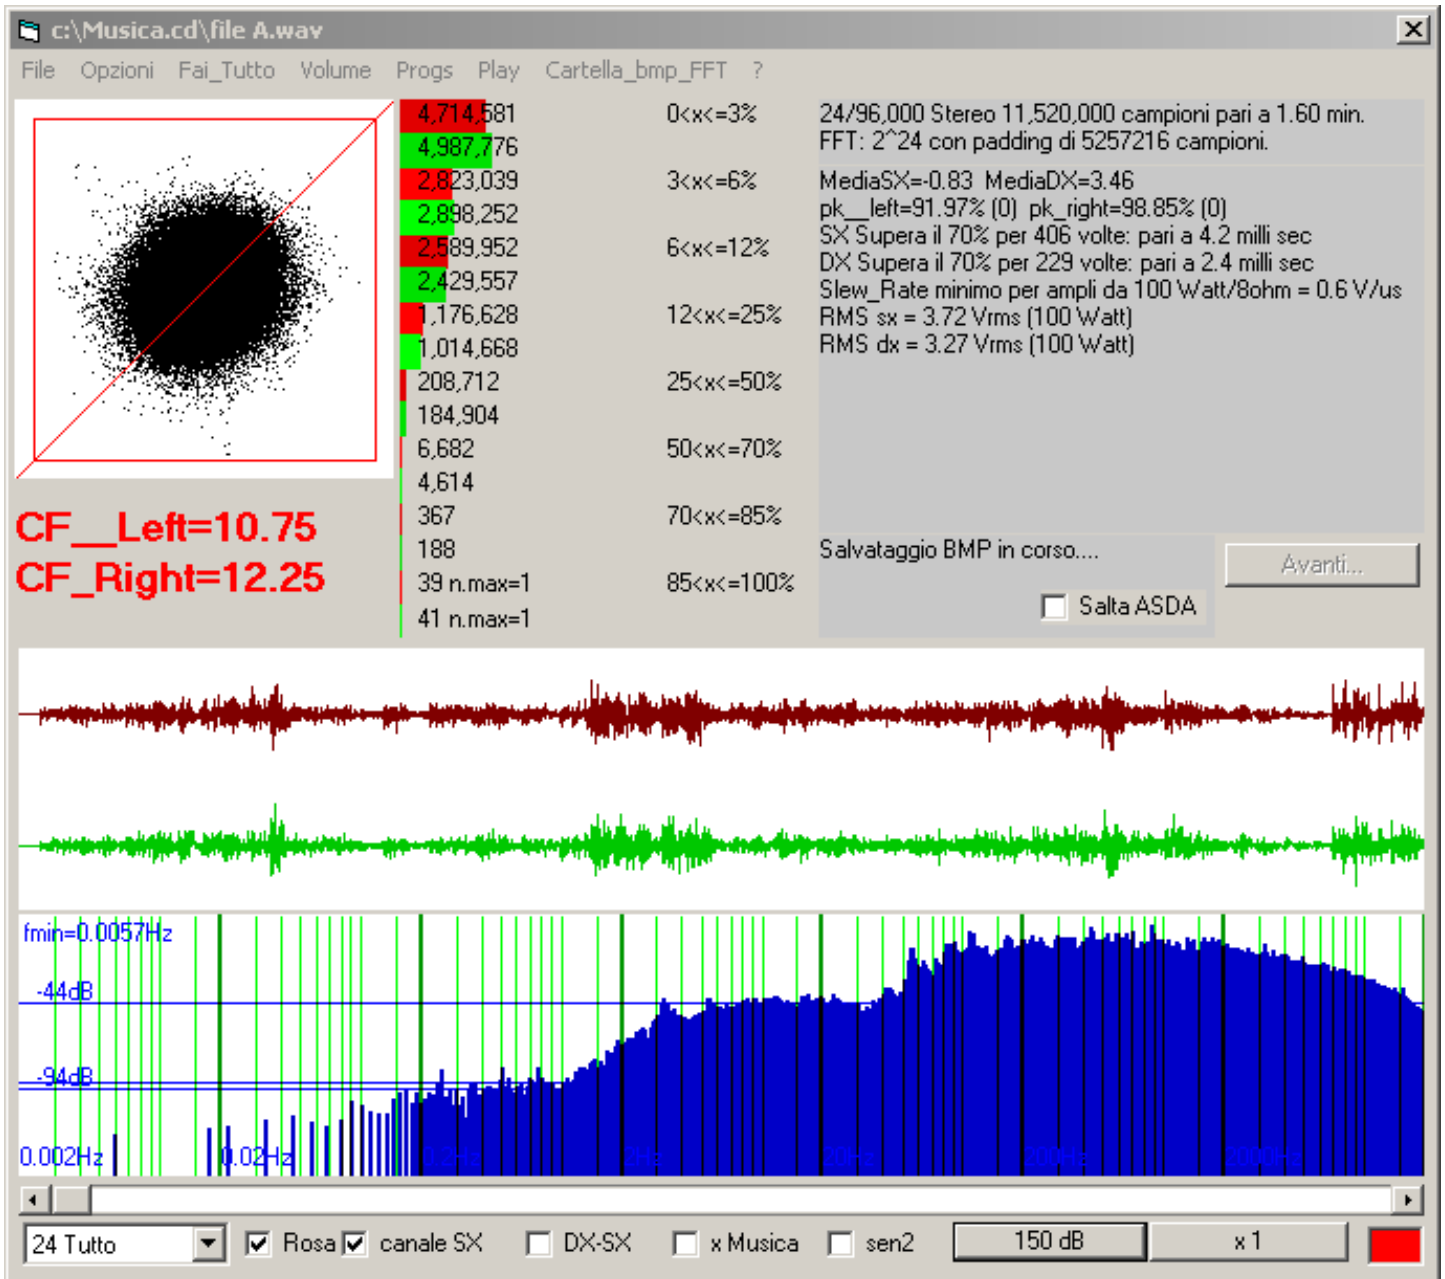 c:\Musica.cd\file A.wav
File Opzioni Fai_Tutto Volume Progs Play Cartella_bmp_FFT ?
4,714,581 0<x<=3%
4,987,776
2,823,039 3<x<=6%
2,898,252
2,589,952 6<x<=12%
2,429,557
1,176,628 12<x<=25%
1,014,668
208,712 25<x<=50%
184,904
6,682 50<x<=70%
4,614
367 70<x<=85%
188
39 n.max=1 85<x<=100%
41 n.max=1
24/96,000 Stereo 11,520,000 campioni pari a 1.60 min.
FFT: 2^24 con padding di 5257216 campioni.
MediaSX=-0.83 MediaDX=3.46
pk__left=91.97% (0) pk_right=98.85% (0)
SX Supera il 70% per 406 volte: pari a 4.2 milli sec
DX Supera il 70% per 229 volte: pari a 2.4 milli sec
Slew_Rate minimo per ampli da 100 Watt/8ohm = 0.6 V/us
RMS sx = 3.72 Vrms (100 Watt)
RMS dx = 3.27 Vrms (100 Watt)
CF__Left=10.75
CF_Right=12.25
Salvataggio BMP in corso....
Avanti...
Salta ASDA
fmin=0.0057Hz
-44dB
-94dB
0.002Hz 0.02Hz 0.2Hz 2Hz 20Hz 200Hz 2000Hz
24 Tutto Rosa canale SX DX-SX x Musica sen2 150 dB x 1